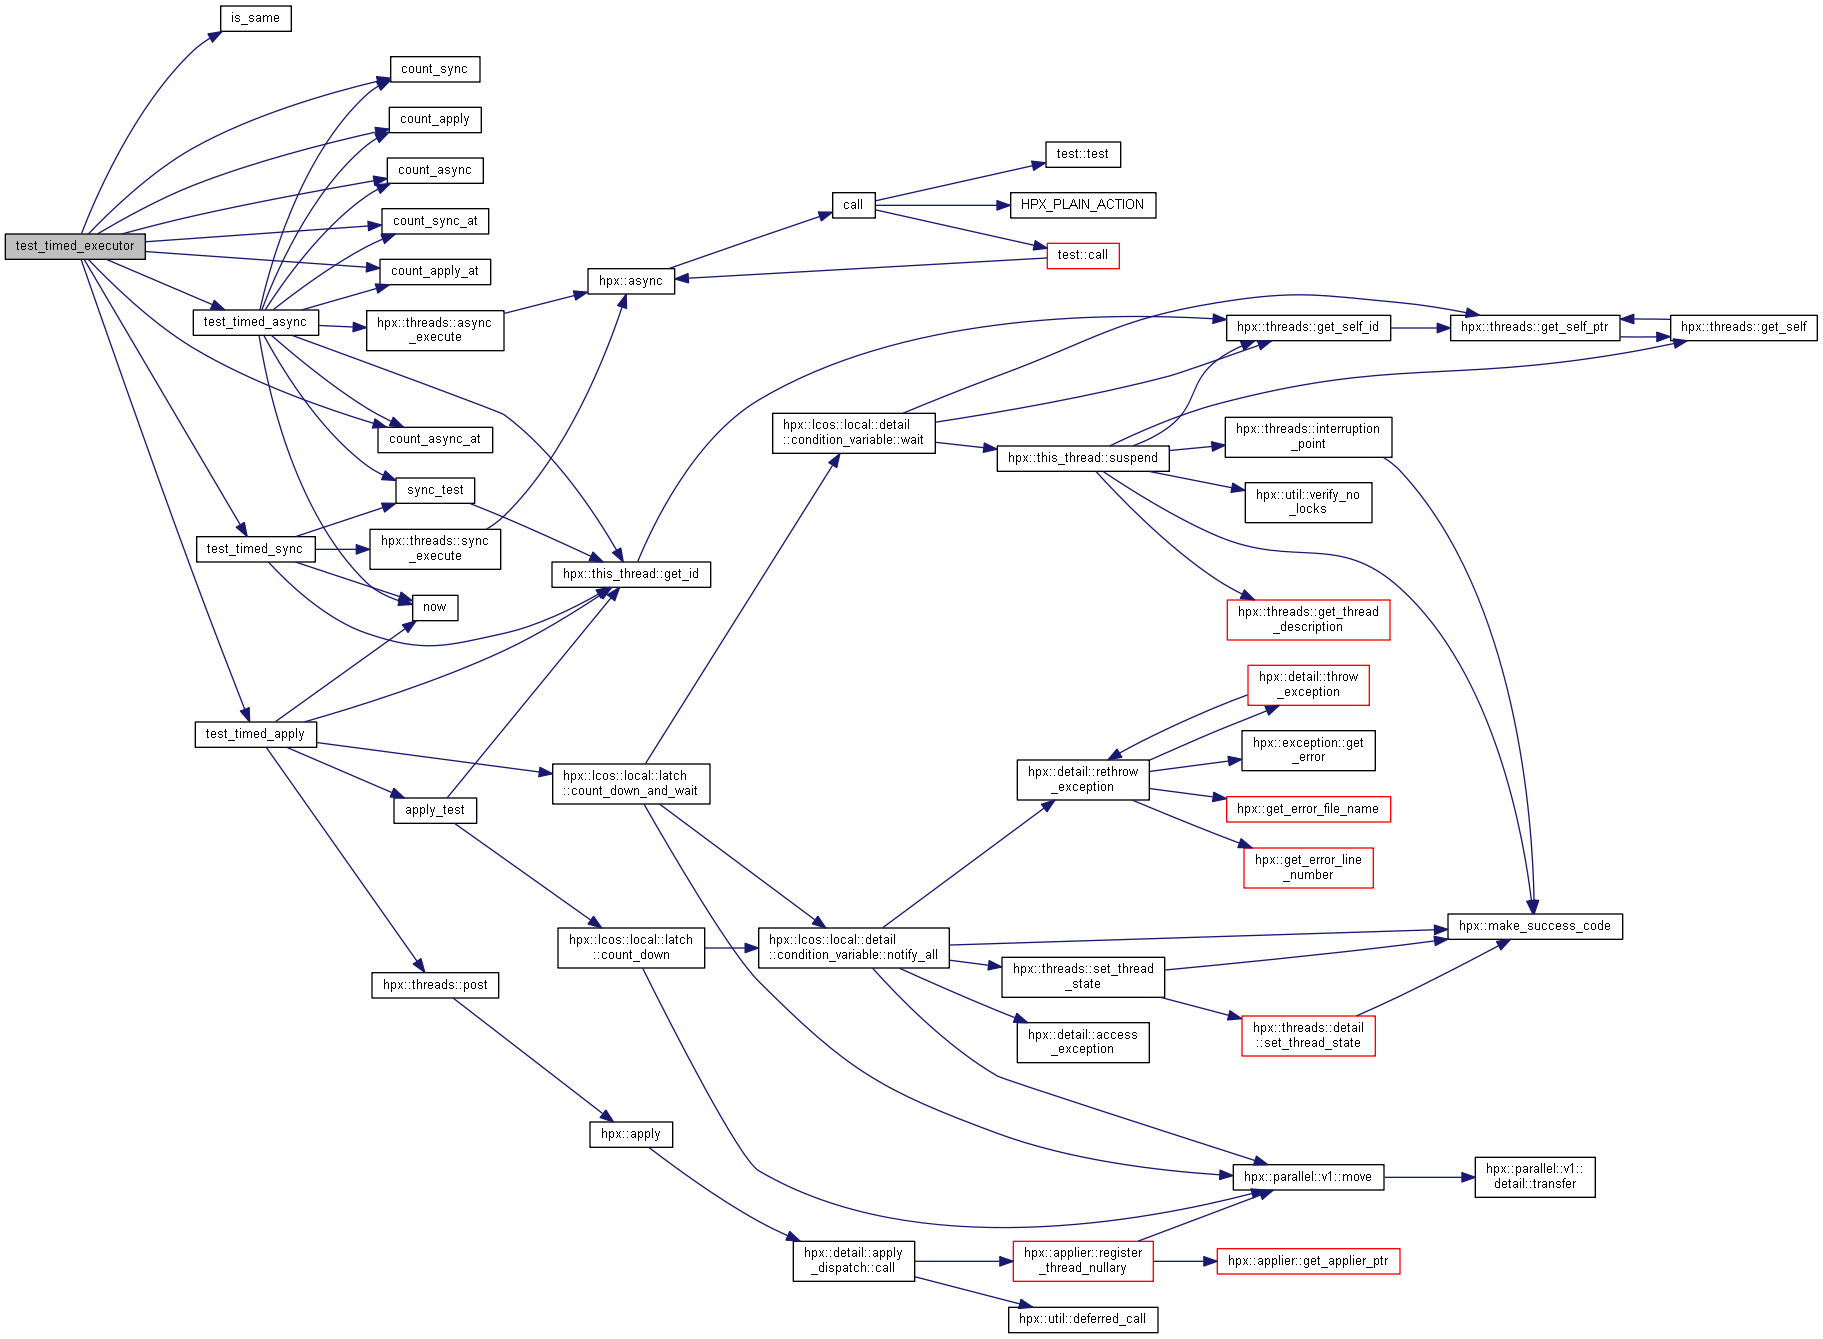 is_same
count_sync
count_apply
count_async
count_sync_at
count_apply_at
test_timed_executor
test_timed_async
hpx::threads::async
_execute
count_async_at
sync_test
test_timed_sync
hpx::threads::sync
_execute
now
test_timed_apply
apply_test
hpx::threads::post
hpx::async
hpx::this_thread::get_id
hpx::lcos::local::latch
::count_down_and_wait
hpx::lcos::local::latch
::count_down
hpx::apply
call
hpx::lcos::local::detail
::condition_variable::wait
hpx::lcos::local::detail
::condition_variable::notify_all
hpx::detail::apply
_dispatch::call
test::test
HPX_PLAIN_ACTION
test::call
hpx::this_thread::suspend
hpx::detail::rethrow
_exception
hpx::threads::set_thread
_state
hpx::detail::access
_exception
hpx::applier::register
_thread_nullary
hpx::util::deferred_call
hpx::threads::get_self_id
hpx::threads::interruption
_point
hpx::util::verify_no
_locks
hpx::threads::get_thread
_description
hpx::detail::throw
_exception
hpx::exception::get
_error
hpx::get_error_file_name
hpx::get_error_line
_number
hpx::threads::detail
::set_thread_state
hpx::parallel::v1::move
hpx::applier::get_applier_ptr
hpx::threads::get_self_ptr
hpx::threads::get_self
hpx::make_success_code
hpx::parallel::v1::
detail::transfer